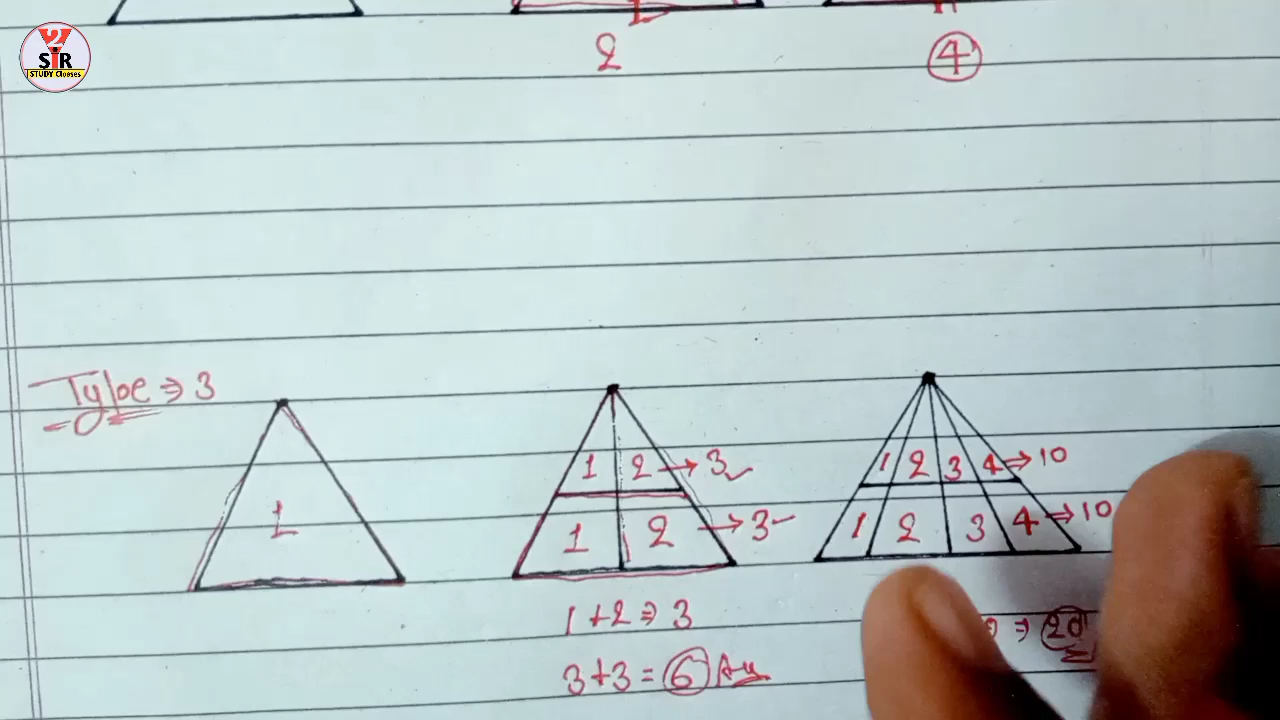 2 4
2
SIR
STUDY Classes
Type ⇒ 3
1
1 2 → 3
1 2 → 3
1 + 2 ⇒ 3
3 + 3 = 6 Ans
1 2 3 4 ⇒ 10
1 2 3 4 ⇒ 10
⇒ 20